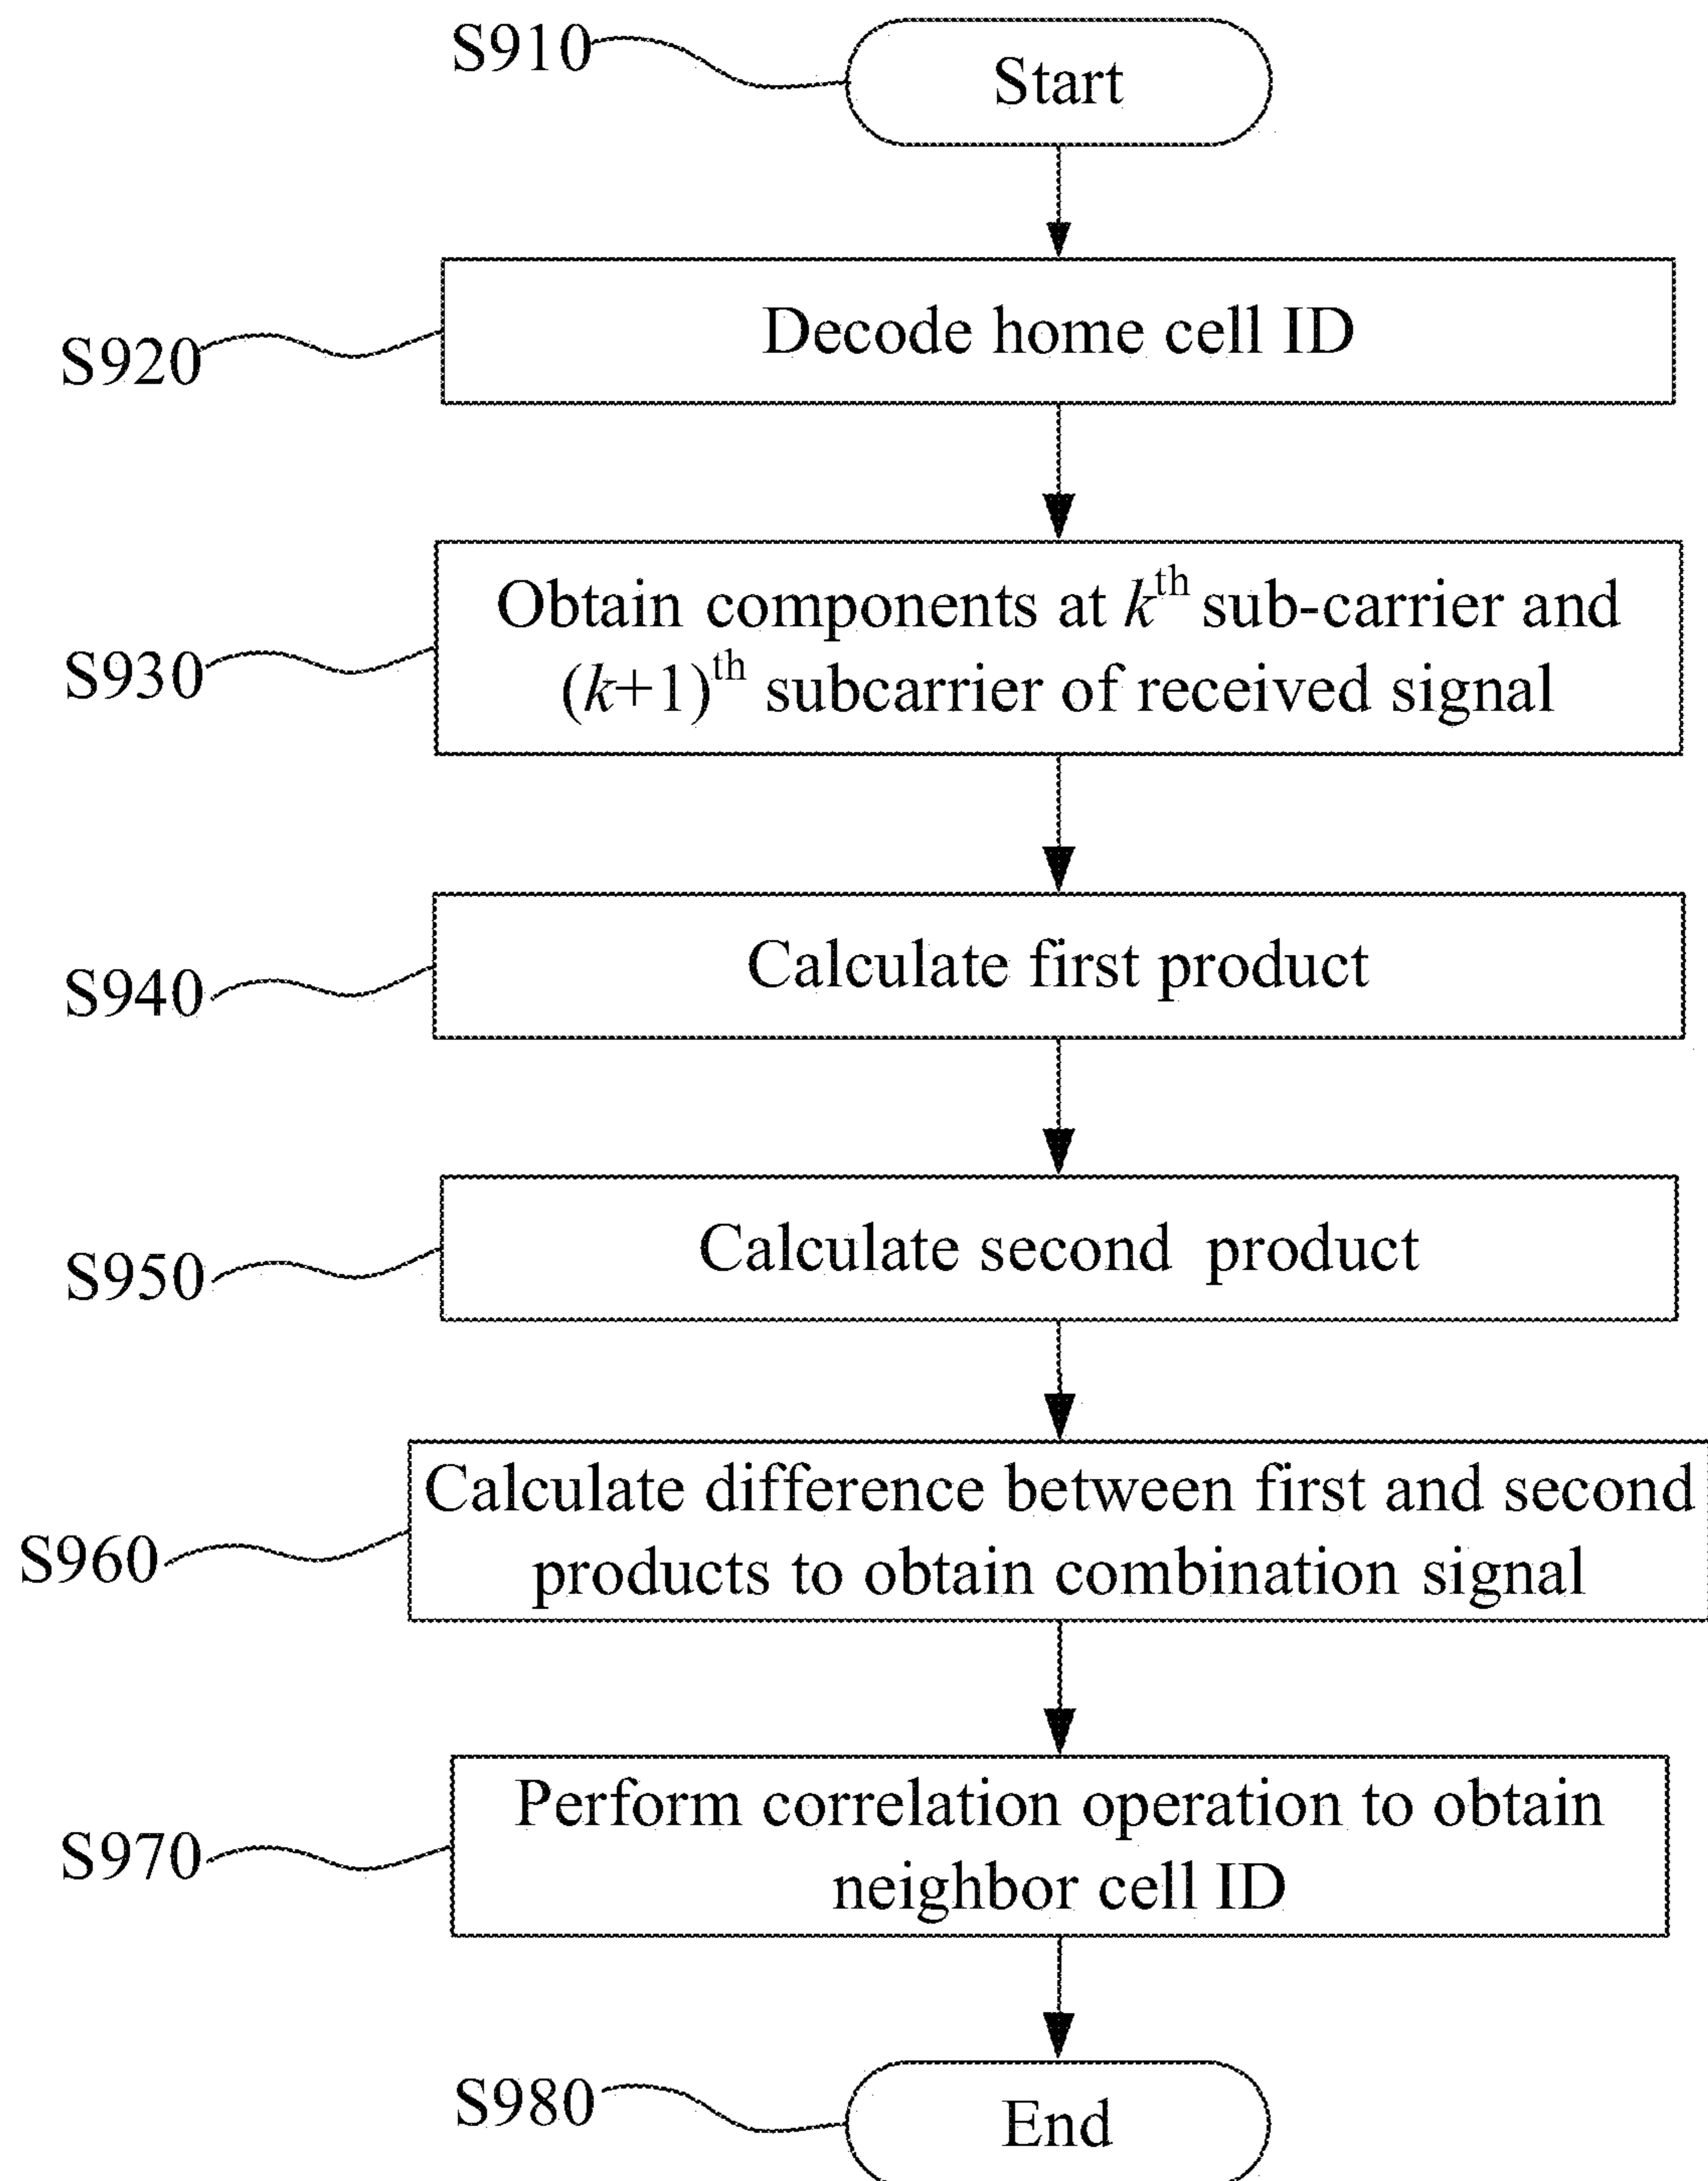 S910
Start
S920
Decode home cell ID
S930
Obtain components at kth sub-carrier and
(k+1)th subcarrier of received signal
S940
Calculate first product
S950
Calculate second product
S960
Calculate difference between first and second
products to obtain combination signal
S970
Perform correlation operation to obtain
neighbor cell ID
S980
End